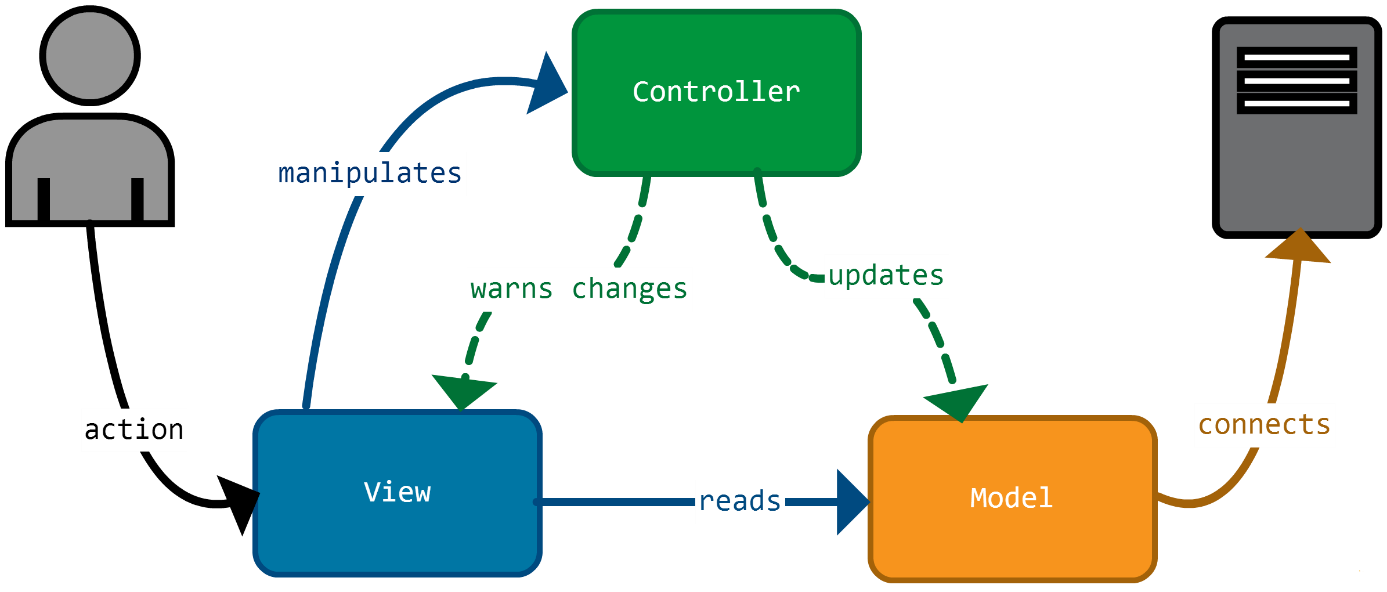 Controller
manipulates
updates
warns changes
connects
action
View
reads
Model